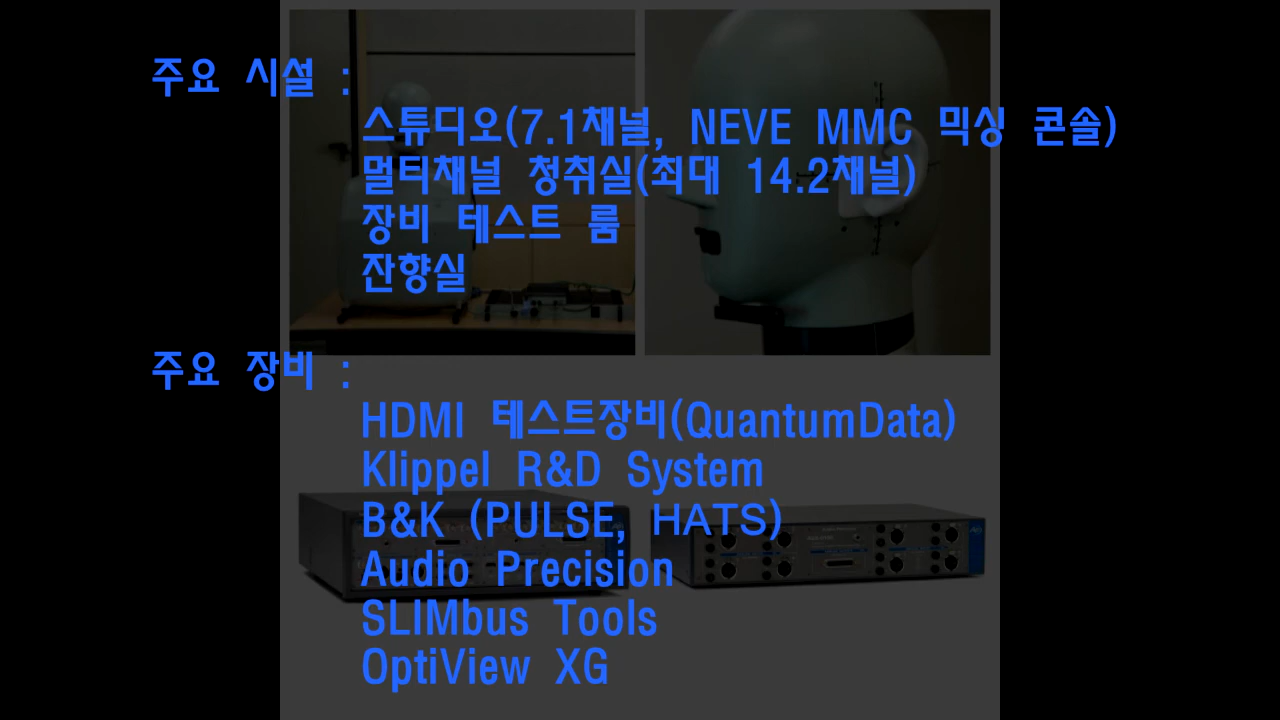 주요 시설 :
스튜디오(7.1채널, NEVE MMC 믹싱 콘솔)
멀티채널 청취실(최대 14.2채널)
장비 테스트 룸
잔향실
주요 장비 :
HDMI 테스트장비(QuantumData)
Klippel R&D System
B&K (PULSE, HATS)
Audio Precision
SLIMbus Tools
OptiView XG